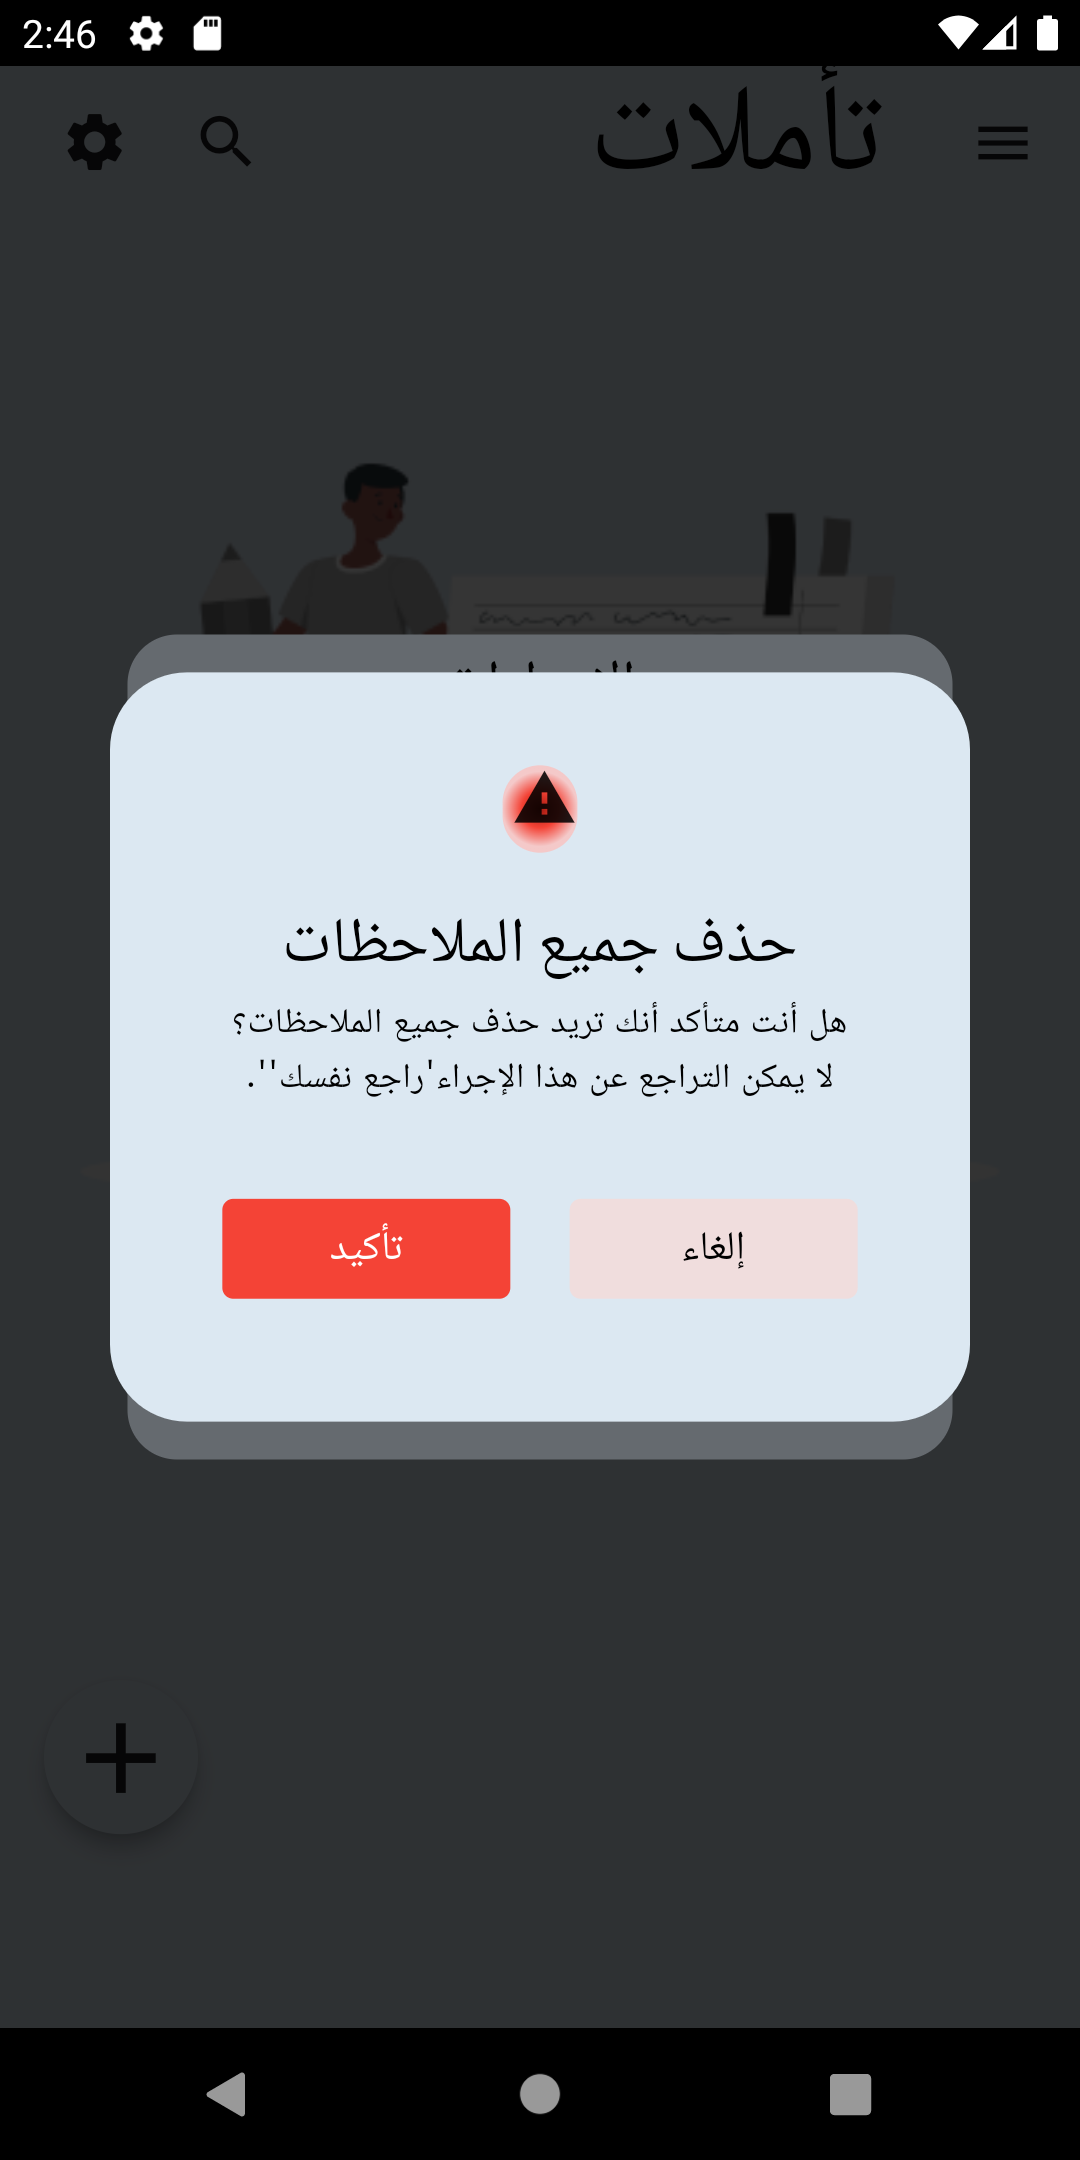 2:46
تأملات
حذف جميع الملاحظات
هل أنت متأكد أنك تريد حذف جميع الملاحظات؟
لا يمكن التراجع عن هذا الإجراء'راجع نفسك''.
إلغاء
تأكيد